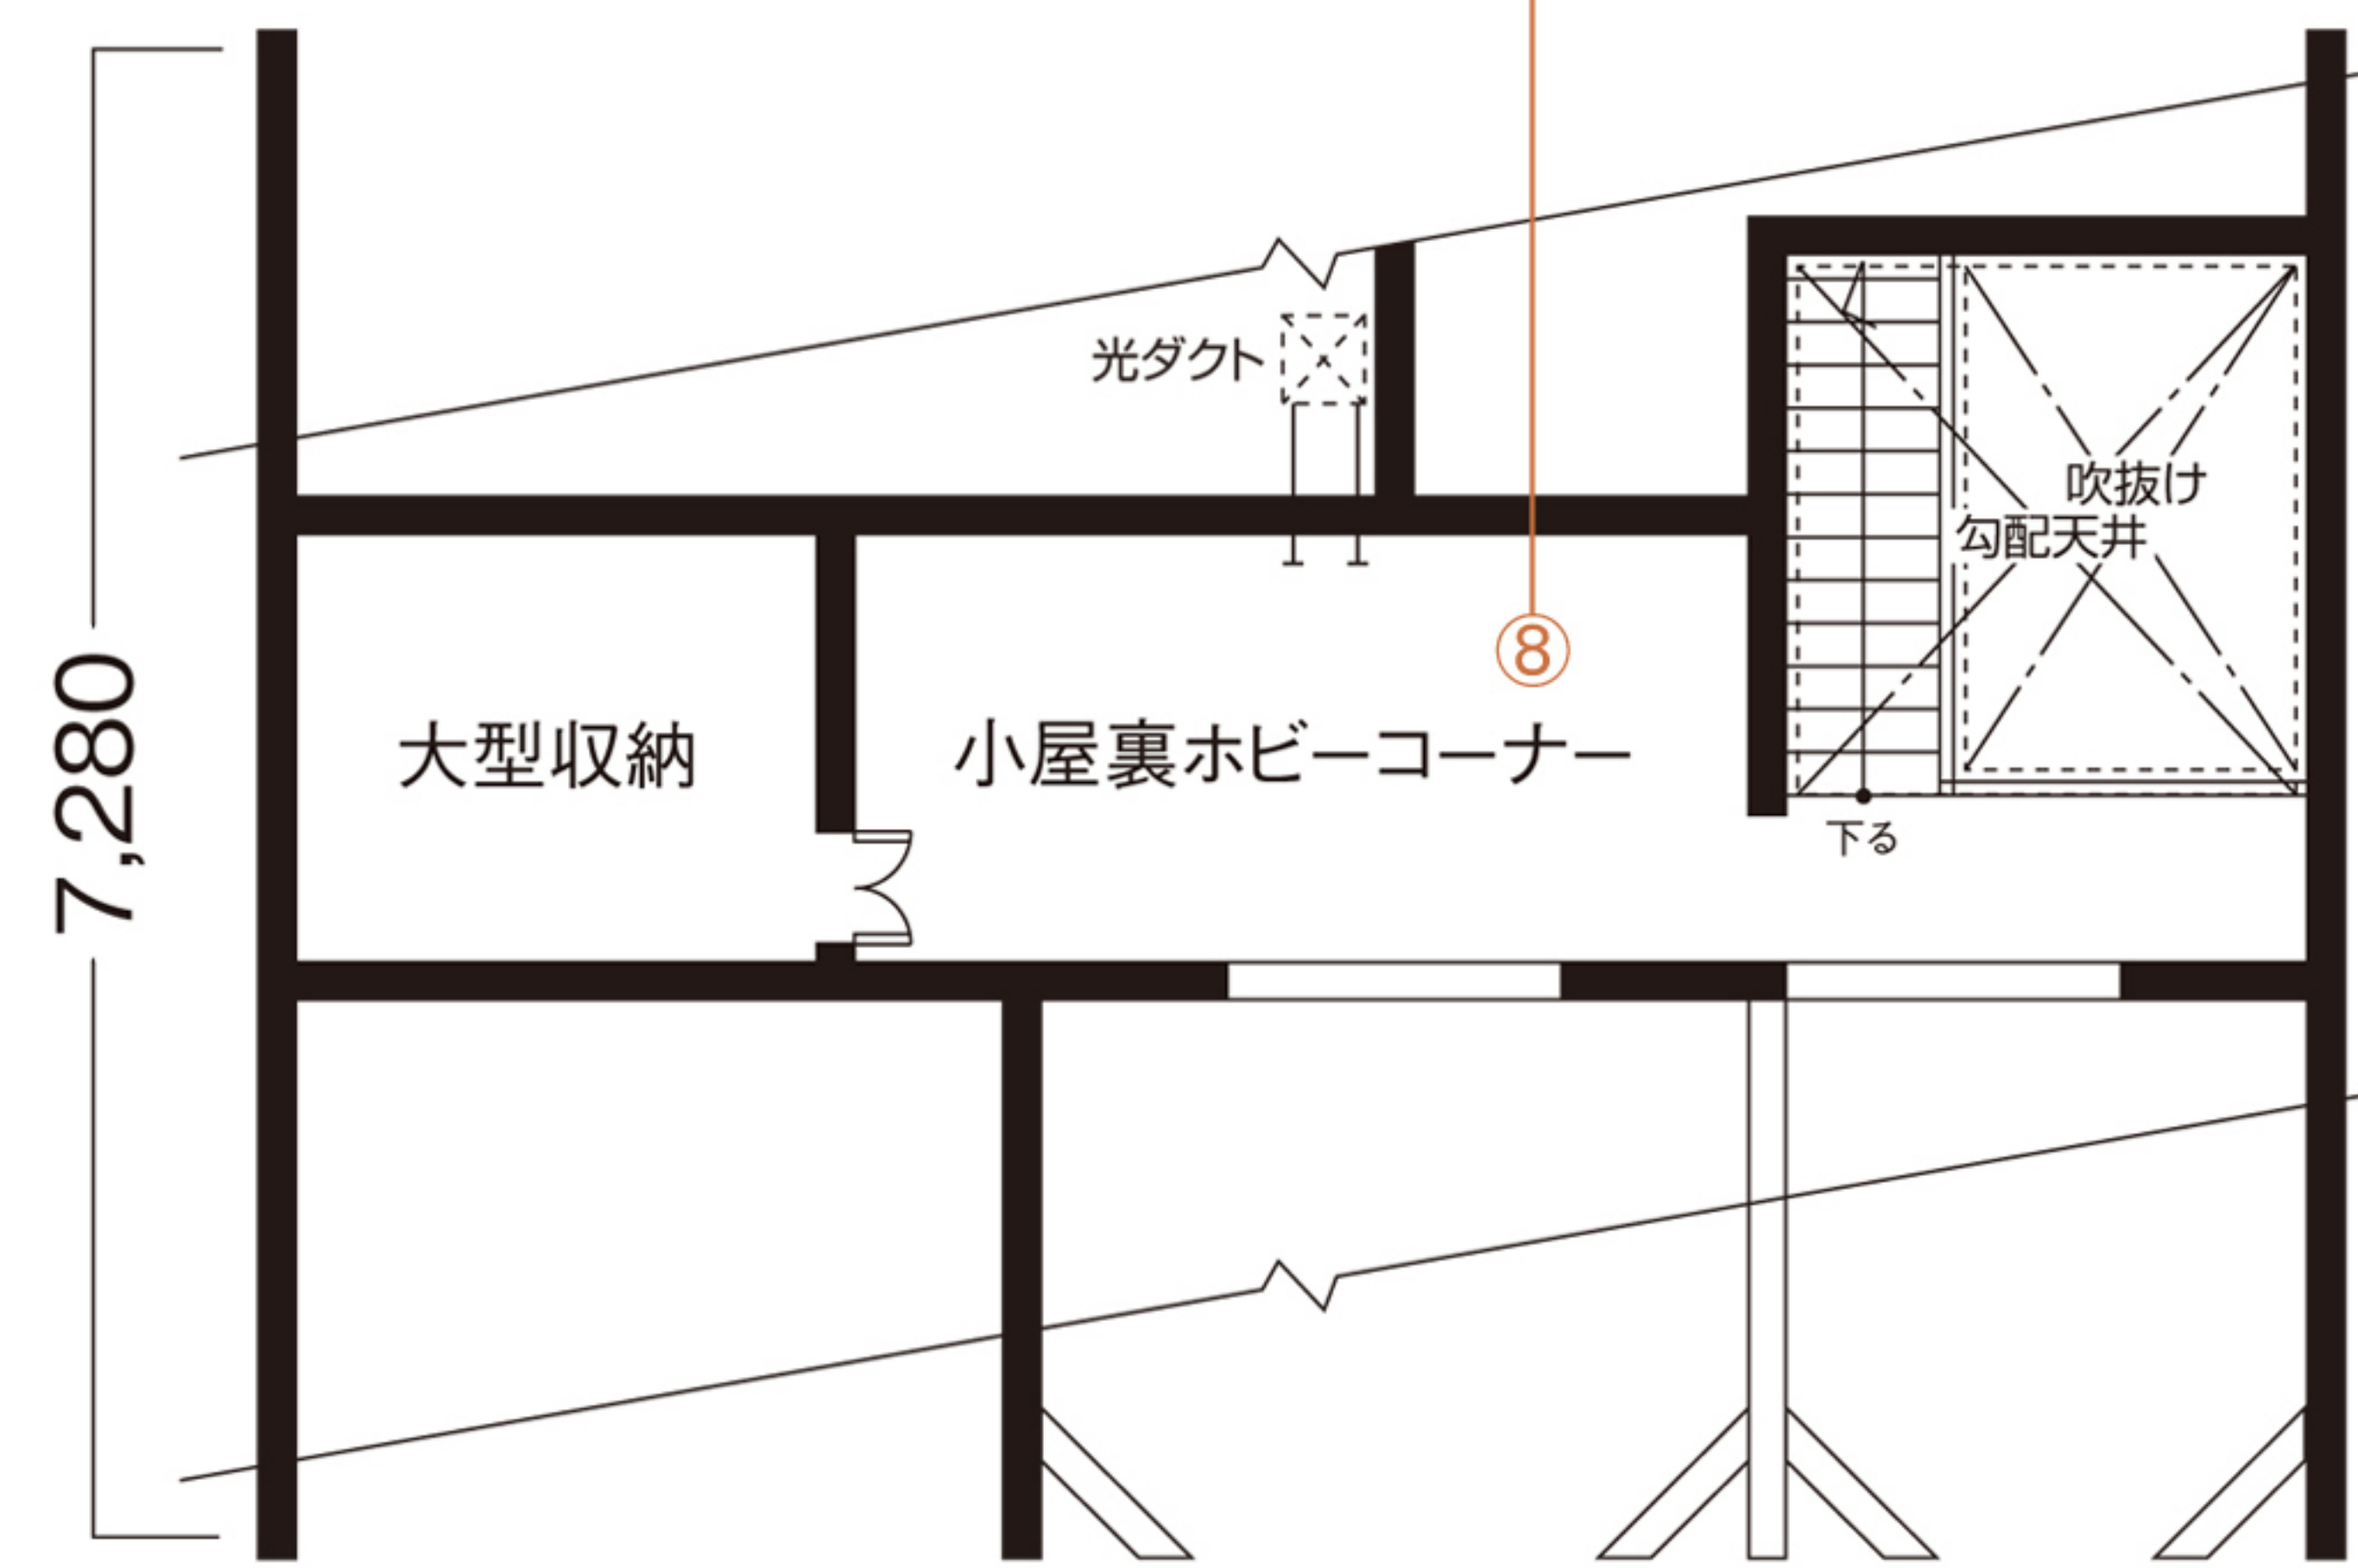 光ダクト
吹抜け
勾配天井
⑧
7,280
大型収納
小屋裏ホビーコーナー
下る